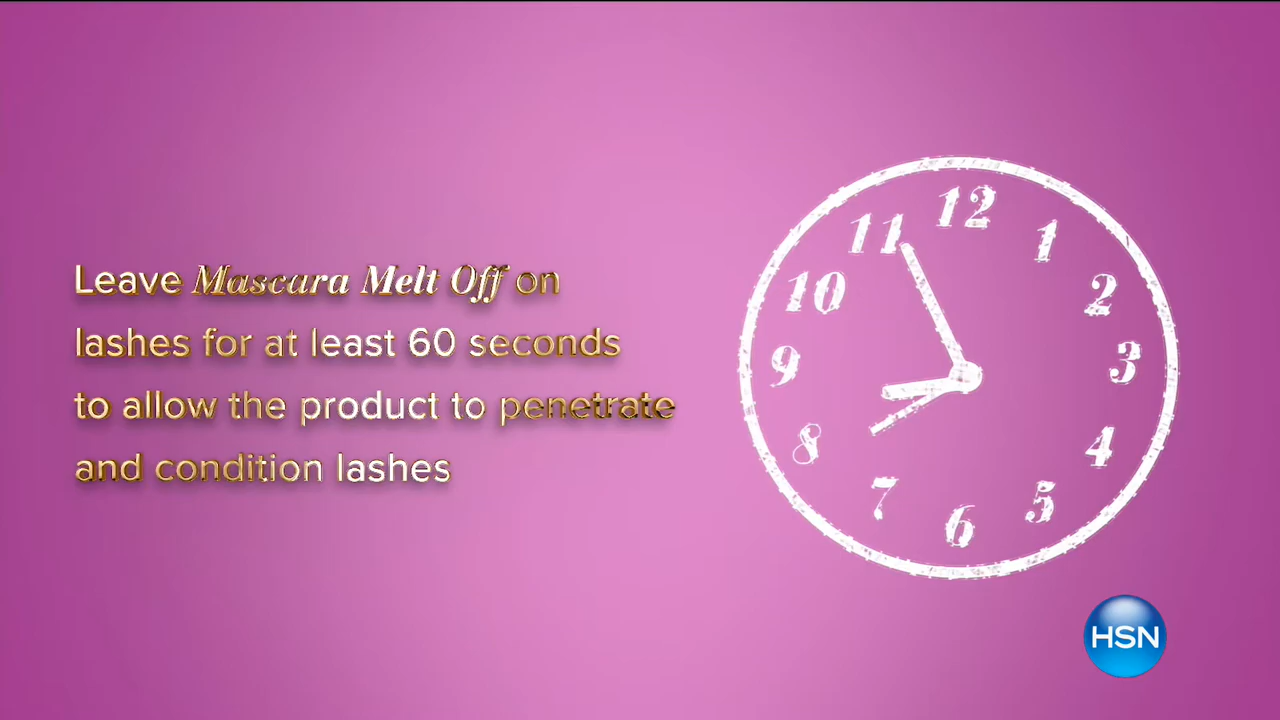 Leave Mascara Melt Off on
lashes for at least 60 seconds
to allow the product to penetrate
and condition lashes
12
1
2
3
4
5
6
7
8
9
10
11
HSN